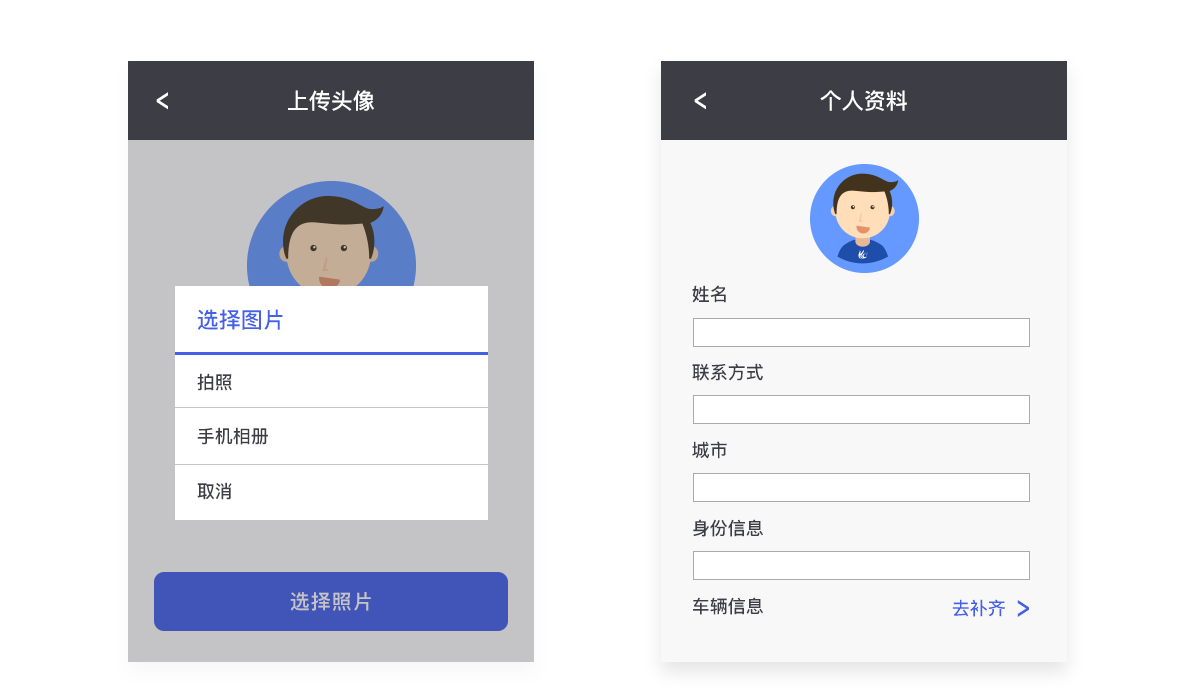 上传头像
选择图片
拍照
手机相册
取消
选择照片
个人资料
姓名
联系方式
城市
身份信息
车辆信息
去补齐 >